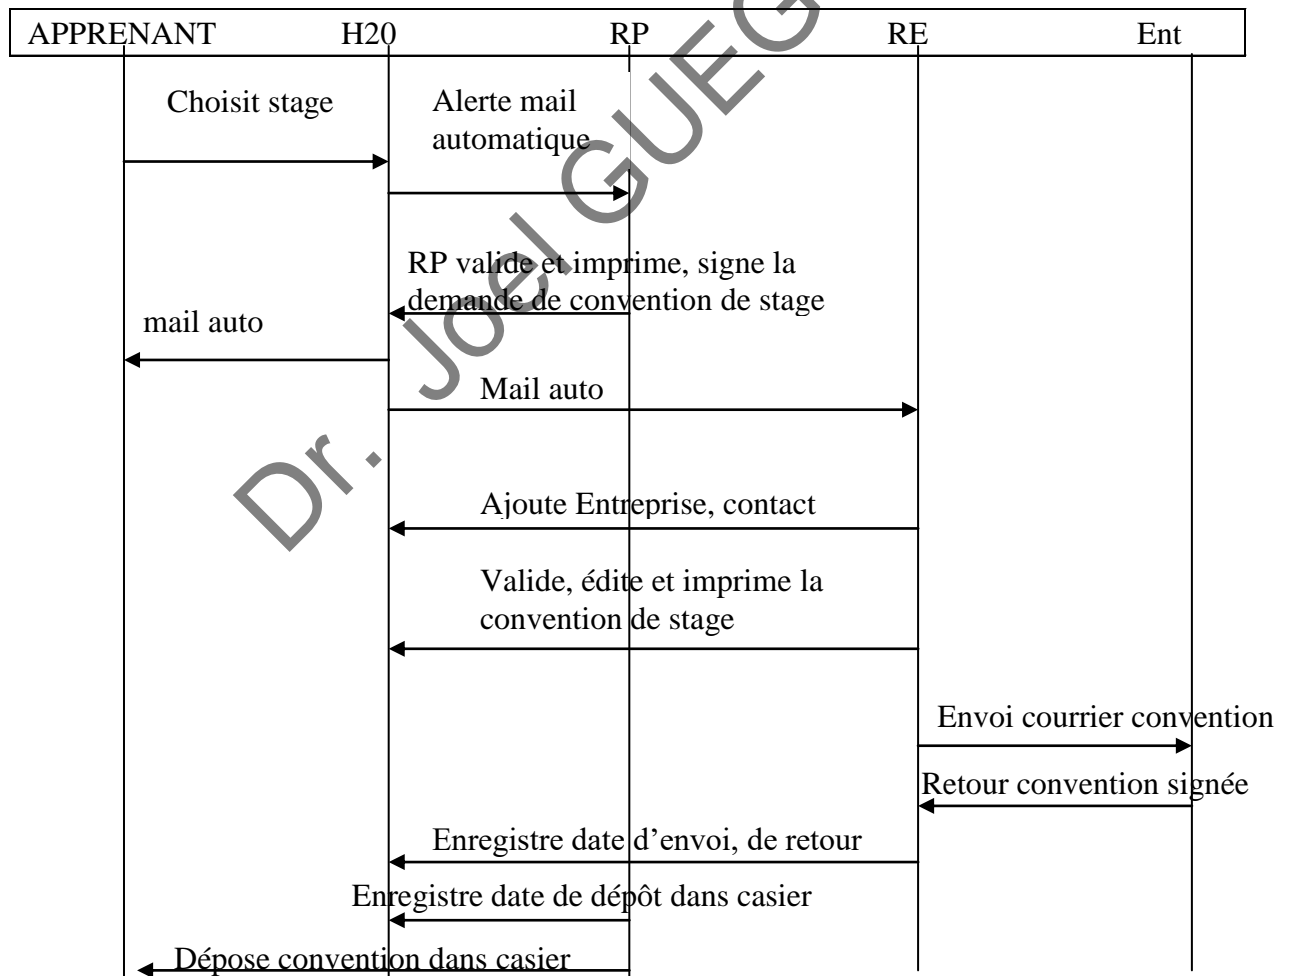 APPRENANT H20 RP RE Ent
Choisit stage
Alerte mail
automatique
RP valide et imprime, signe la
demande de convention de stage
mail auto
Mail auto
Ajoute Entreprise, contact
Valide, édite et imprime la
convention de stage
Envoi courrier convention
Retour convention signée
Enregistre date d'envoi, de retour
Enregistre date de dépôt dans casier
Dépose convention dans casier
Dr. Joel GUEG